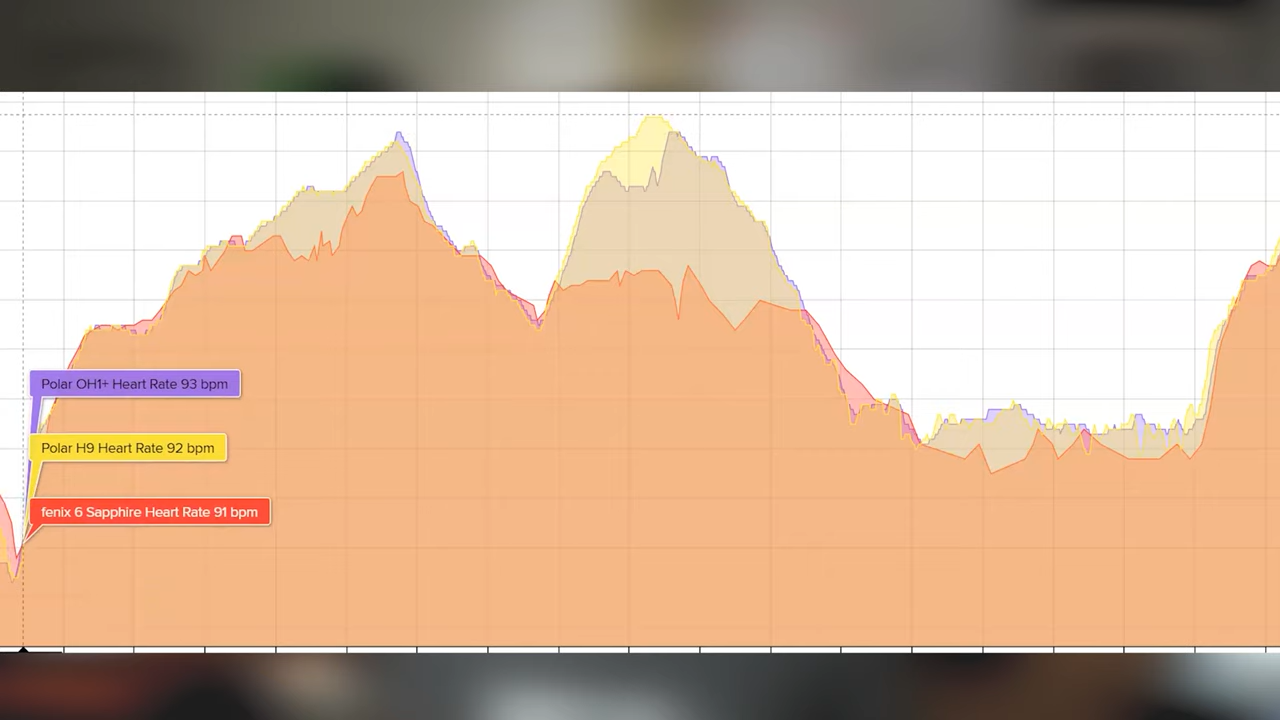 Polar OH1+ Heart Rate 93 bpm
Polar H9 Heart Rate 92 bpm
fenix 6 Sapphire Heart Rate 91 bpm